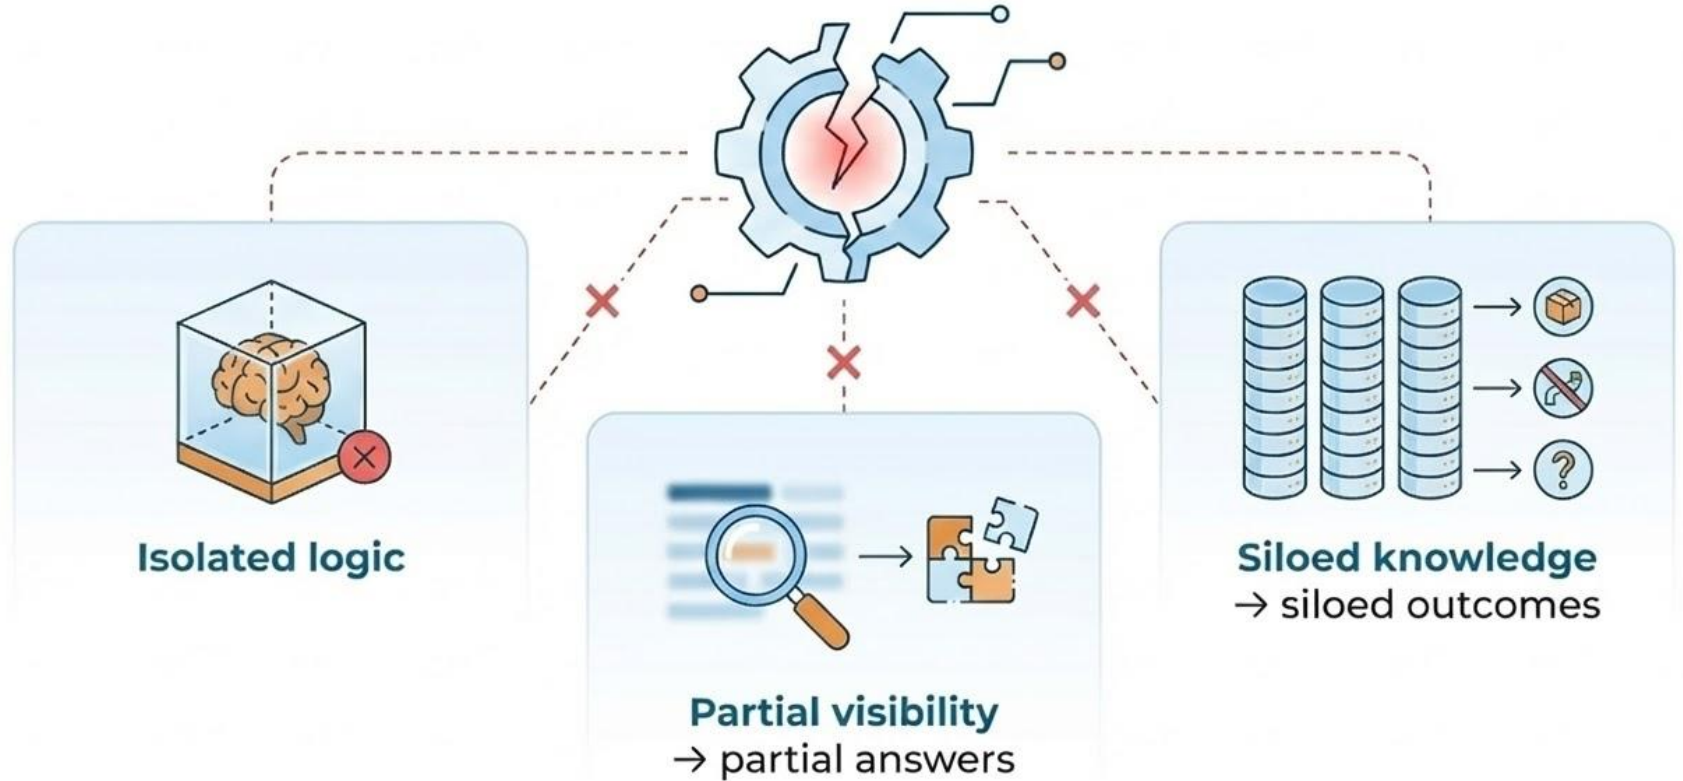 Isolated logic
Partial visibility
→ partial answers
Siloed knowledge
→ siloed outcomes
?